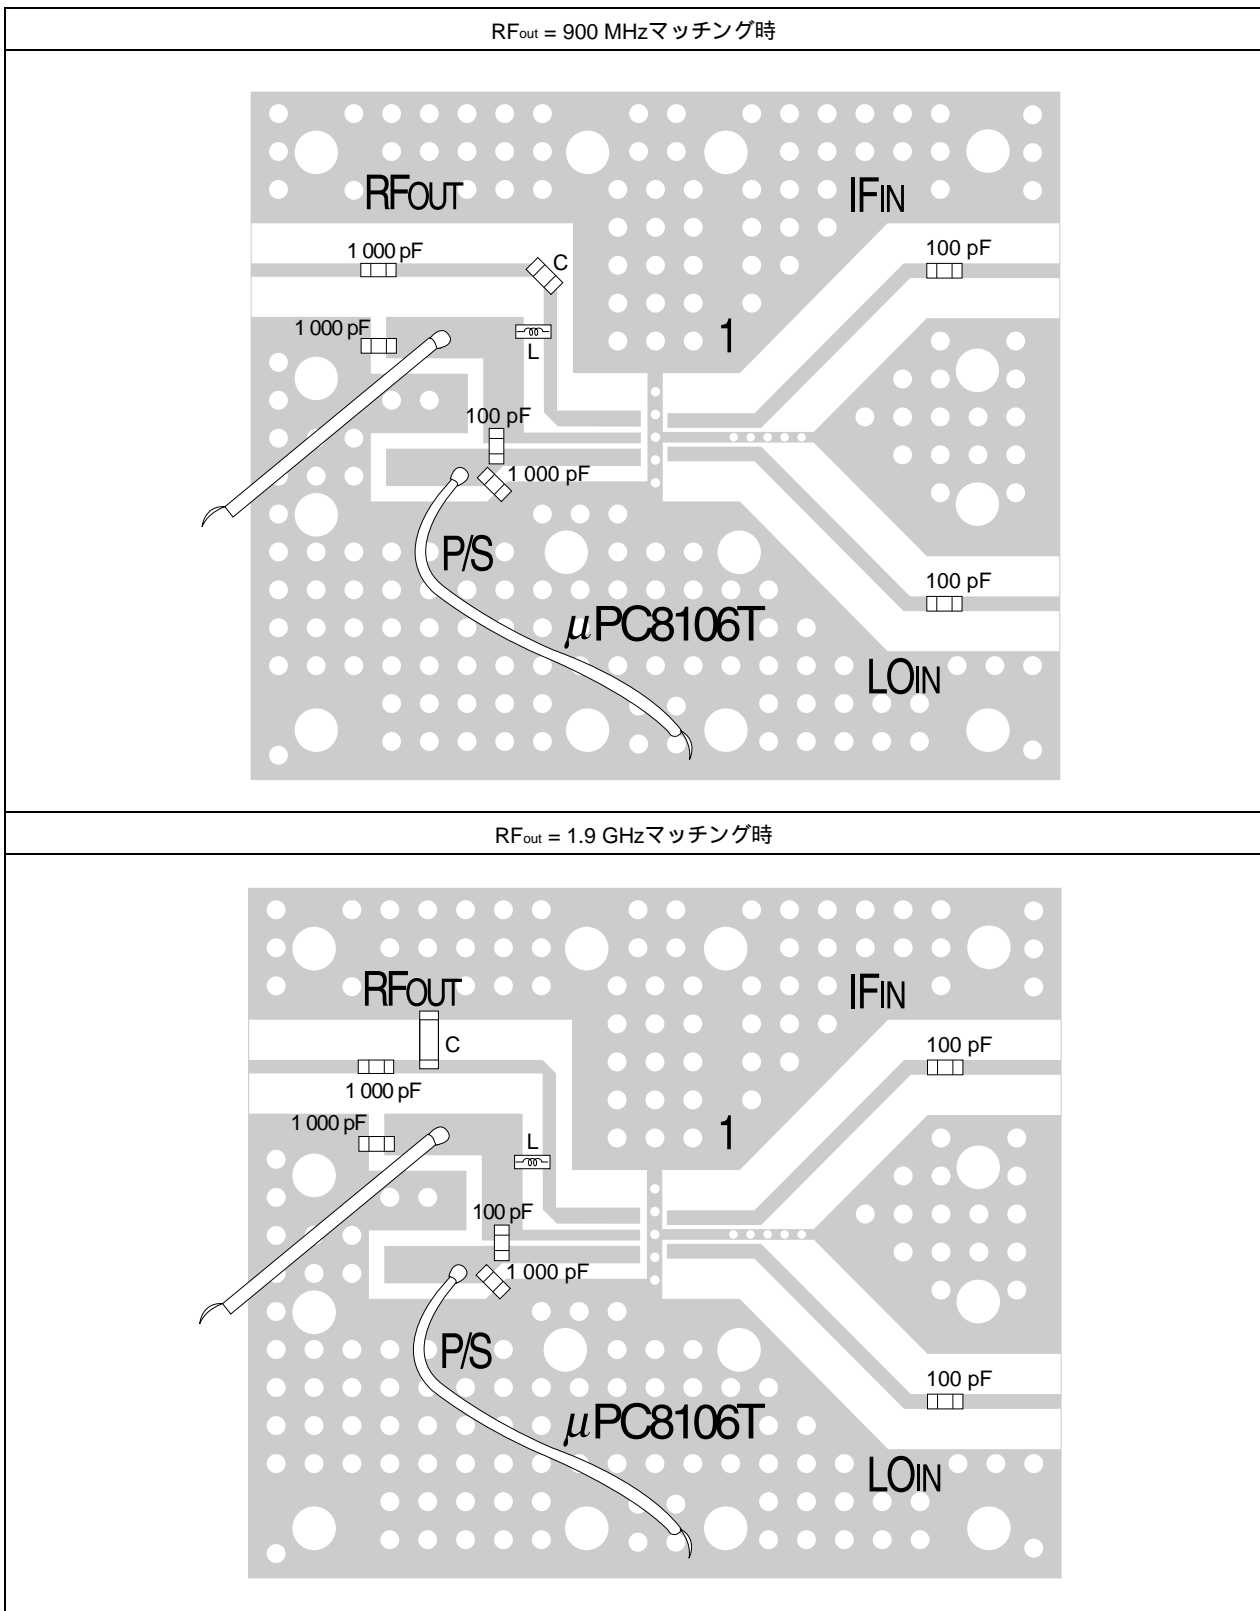 RFout = 900 MHzマッチング時
RFOUT
IFIN
1 000 pF
C
100 pF
1 000 pF
L
1
100 pF
1 000 pF
P/S
100 pF
μPC8106T
LOIN
RFout = 1.9 GHzマッチング時
RFOUT
IFIN
C
100 pF
1 000 pF
1 000 pF
L
1
100 pF
1 000 pF
P/S
100 pF
μPC8106T
LOIN